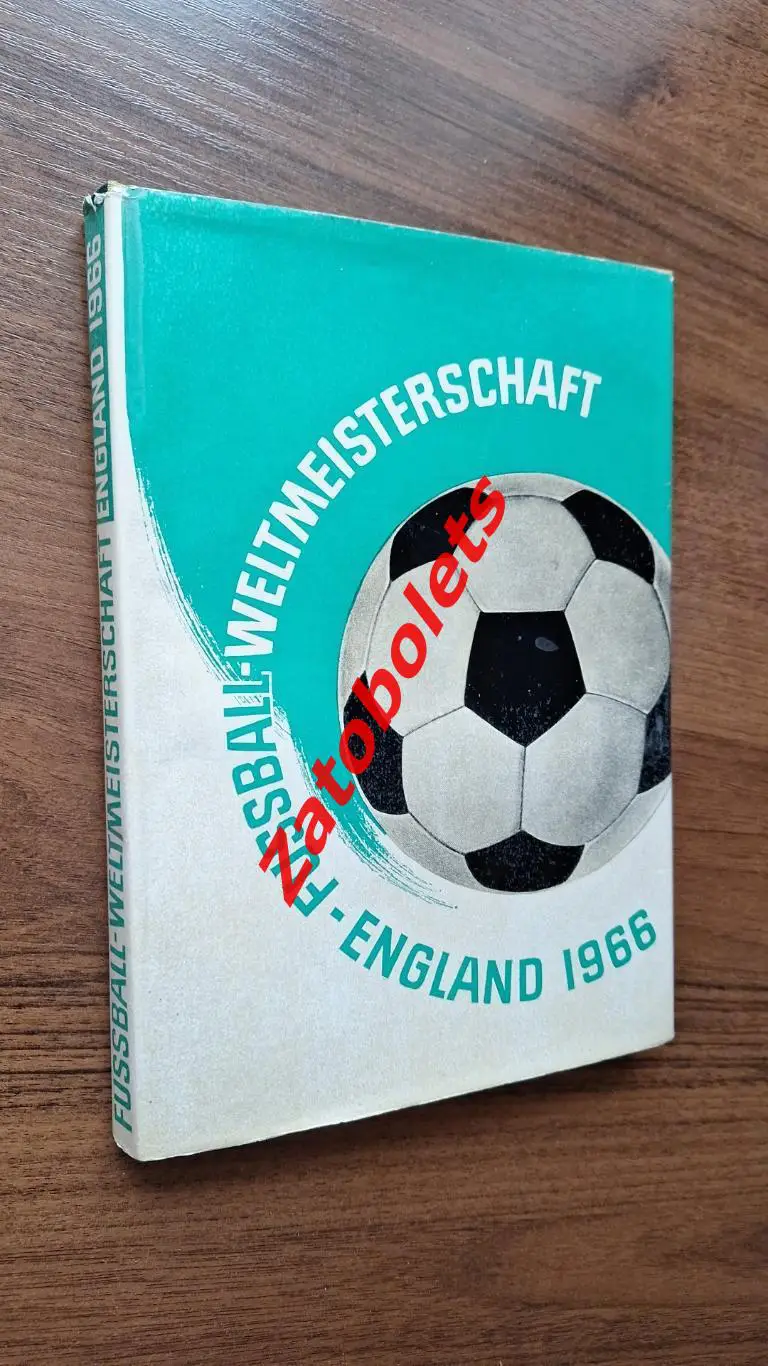 FUSSBALL-WELTMEISTERSCHAFT ENGLAND 1966
FUSSBALL-WELTMEISTERSCHAFT
-ENGLAND 1966
Zatobolets